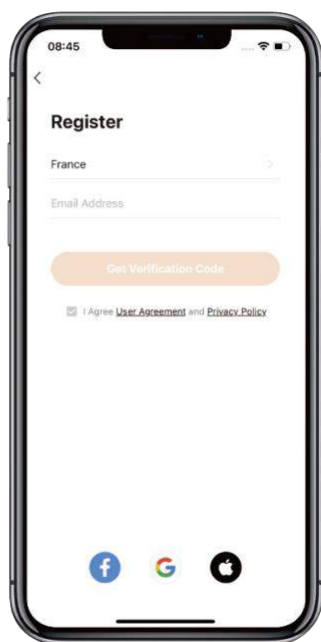 08:45
Register
France
Email Address
Get Verification Code
I Agree User Agreement and Privacy Policy